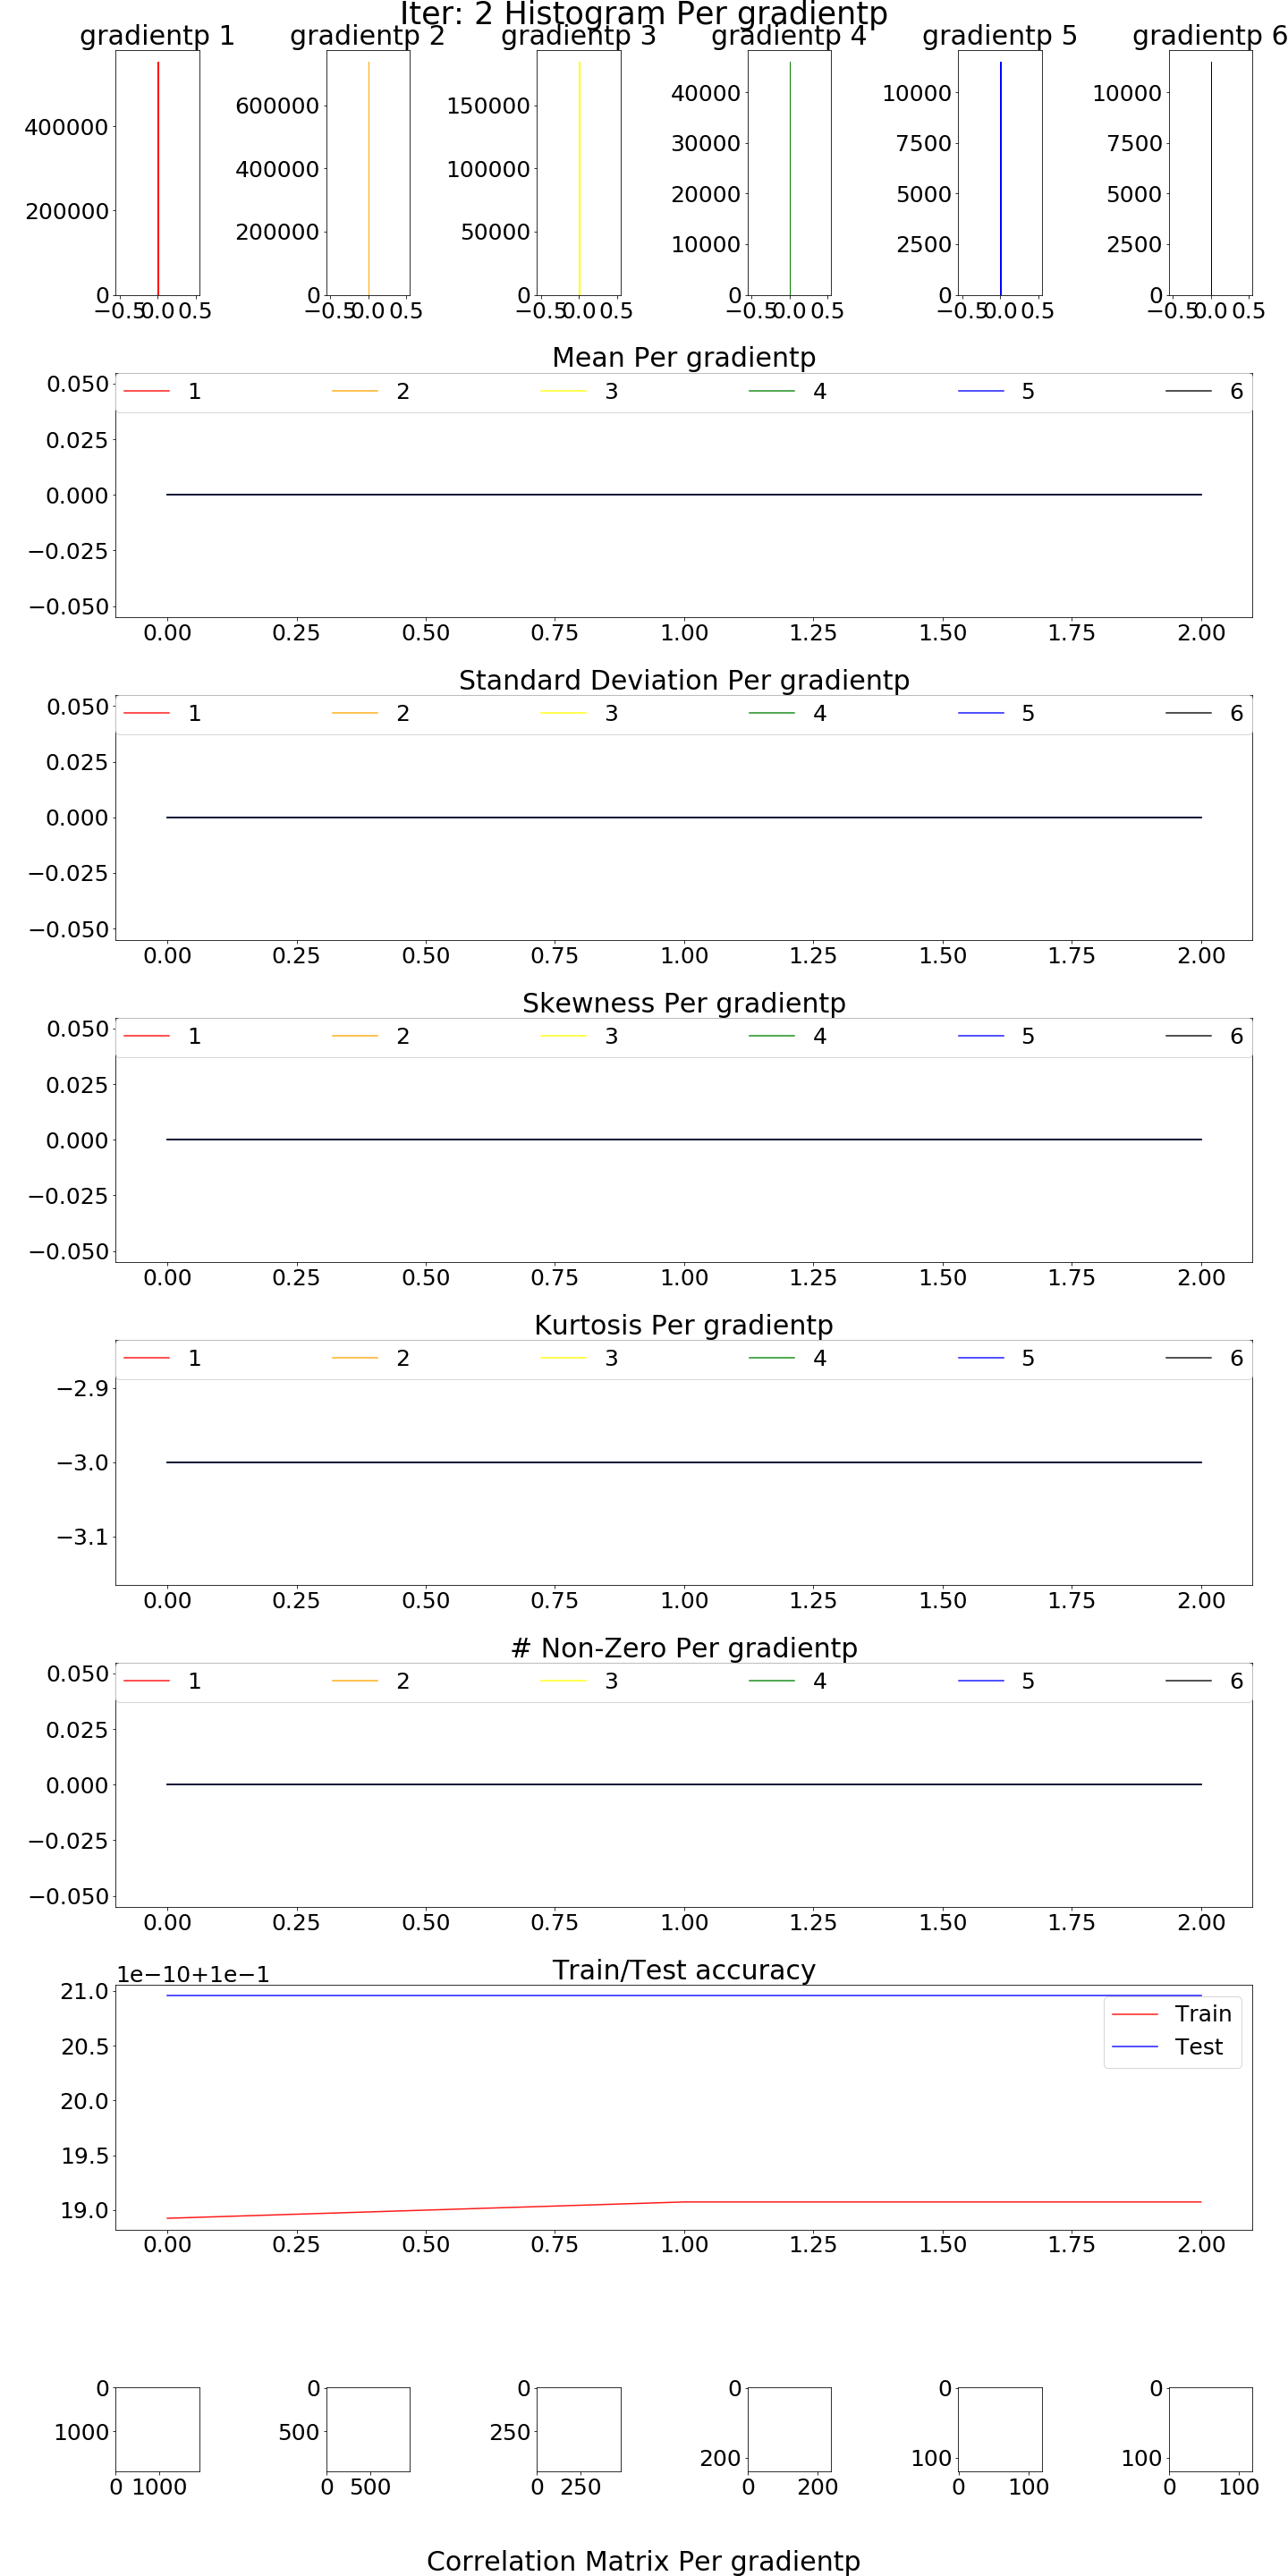 Iter: 2 Histogram Per gradientp
gradientp 1 gradientp 2 gradientp 3 gradientp 4 gradientp 5 gradientp 6
400000
200000
0
−0.5 0.0 0.5
600000
400000
200000
0
−0.5 0.0 0.5
150000
100000
50000
0
−0.5 0.0 0.5
40000
30000
20000
10000
0
−0.5 0.0 0.5
10000
7500
5000
2500
0
−0.5 0.0 0.5
10000
7500
5000
2500
0
−0.5 0.0 0.5
Mean Per gradientp
1 2 3 4 5 6
0.050
0.025
0.000
−0.025
−0.050
0.00 0.25 0.50 0.75 1.00 1.25 1.50 1.75 2.00
Standard Deviation Per gradientp
1 2 3 4 5 6
0.050
0.025
0.000
−0.025
−0.050
0.00 0.25 0.50 0.75 1.00 1.25 1.50 1.75 2.00
Skewness Per gradientp
1 2 3 4 5 6
0.050
0.025
0.000
−0.025
−0.050
0.00 0.25 0.50 0.75 1.00 1.25 1.50 1.75 2.00
Kurtosis Per gradientp
1 2 3 4 5 6
−2.9
−3.0
−3.1
0.00 0.25 0.50 0.75 1.00 1.25 1.50 1.75 2.00
# Non-Zero Per gradientp
1 2 3 4 5 6
0.050
0.025
0.000
−0.025
−0.050
0.00 0.25 0.50 0.75 1.00 1.25 1.50 1.75 2.00
Train/Test accuracy
1e−10+1e−1
Train
Test
21.0
20.5
20.0
19.5
19.0
0.00 0.25 0.50 0.75 1.00 1.25 1.50 1.75 2.00
0
1000
0 1000
0
500
0 500
0
250
0 250
0
200
0 200
0
100
0 100
0
100
0 100
Correlation Matrix Per gradientp